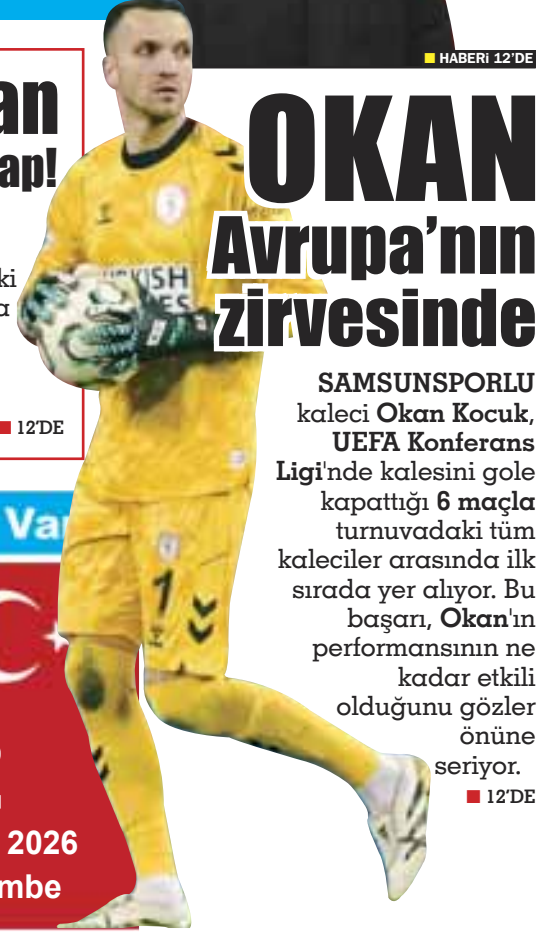 HABERİ 12'DE
an
ap!
ki
a
12'DE
OKAN
Avrupa'nın
zirvesinde
SAMSUNSPORLU
kaleci Okan Kocuk,
UEFA Konferans
Ligi'nde kalesini gole
kapattığı 6 maçla
turnuvadaki tüm
kaleciler arasında ilk
sırada yer alıyor. Bu
başarı, Okan'ın
performansının ne
kadar etkili
olduğunu gözler
önüne
seriyor.
12'DE
Va
1
2026
mbe